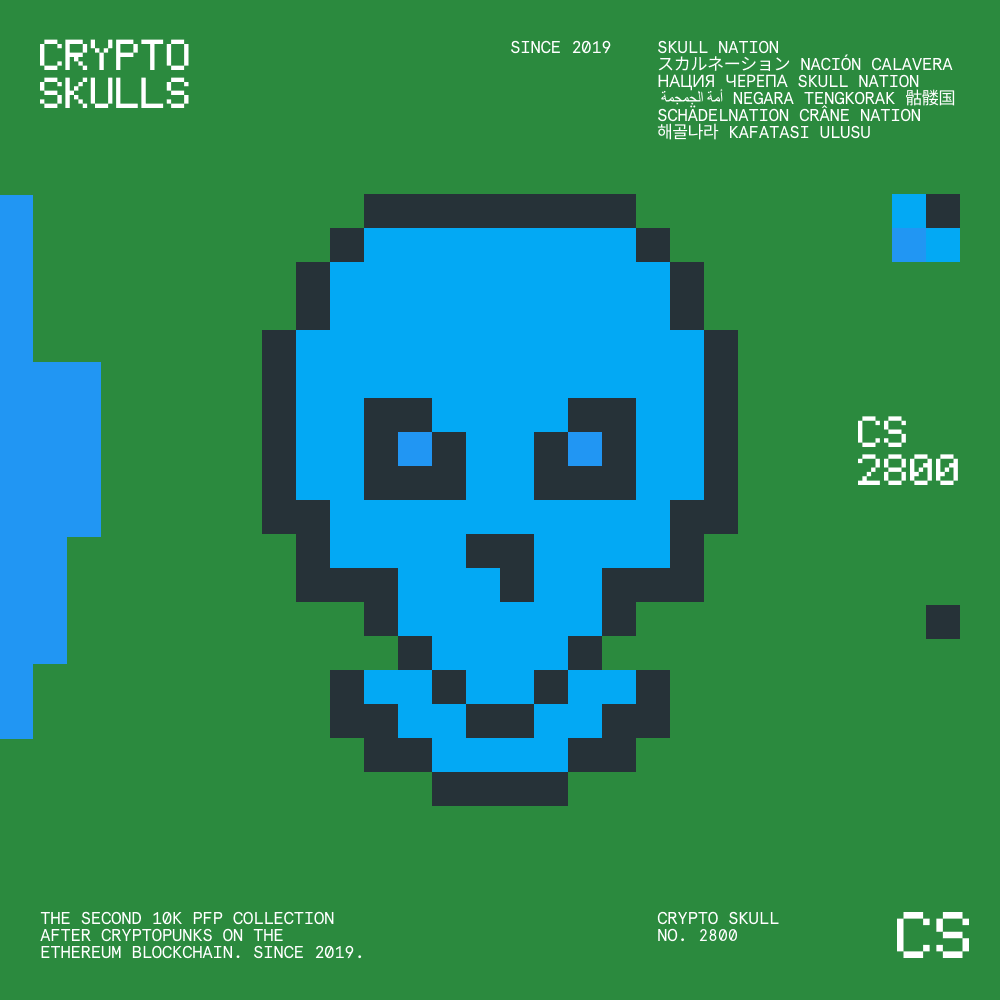 CRYPTO
SKULLS
SINCE 2019
SKULL NATION
スカルネーション NACIÓN CALAVERA
НАЦИЯ ЧЕРЕПА SKULL NATION
أمة الجمجمة NEGARA TENGKORAK 骷髅国
SCHÄDELNATION CRÂNE NATION
해골나라 KAFATASI ULUSU
CS
2800
THE SECOND 10K PFP COLLECTION
AFTER CRYPTOPUNKS ON THE
ETHEREUM BLOCKCHAIN. SINCE 2019.
CRYPTO SKULL
NO. 2800
CS